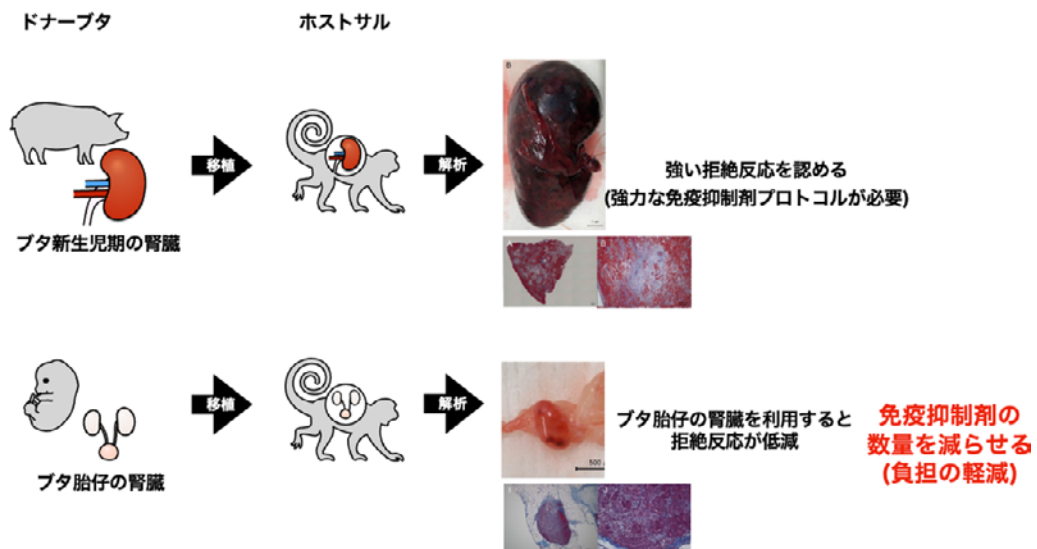 ドナーブタ
ホストサル
移植
解析
B
強い拒絶反応を認める
(強力な免疫抑制剤プロトコルが必要)
ブタ新生児期の腎臓
移植
解析
ブタ胎仔の腎臓を利用すると
拒絶反応が低減
免疫抑制剤の
数量を減らせる
(負担の軽減)
500
ブタ胎仔の腎臓